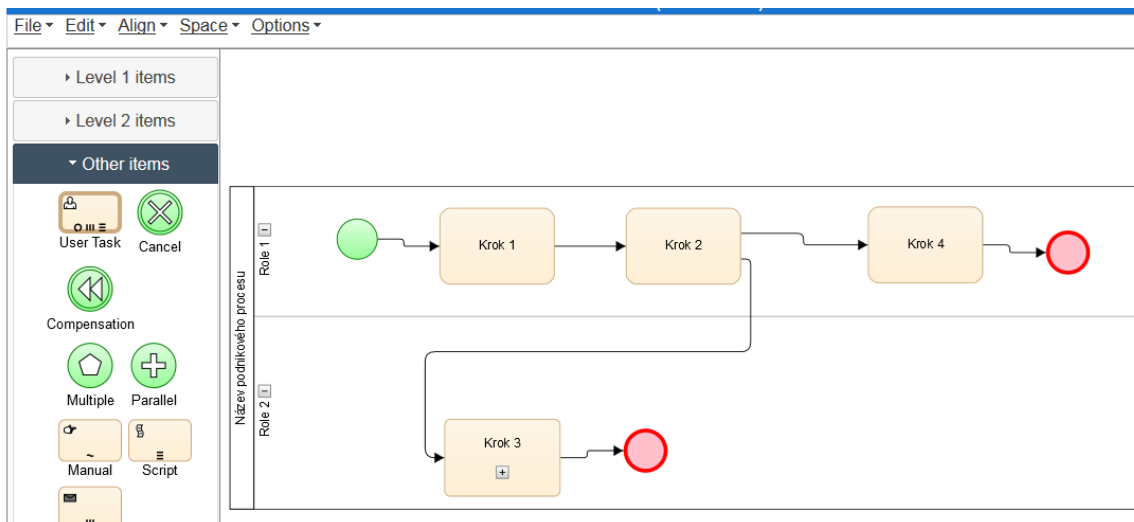 File Edit Align Space Options
Level 1 items
Level 2 items
Other items
User Task
Cancel
Compensation
Multiple
Parallel
Manual
Script
Název podnikového procesu
Role 1
Krok 1
Krok 2
Krok 4
Role 2
Krok 3